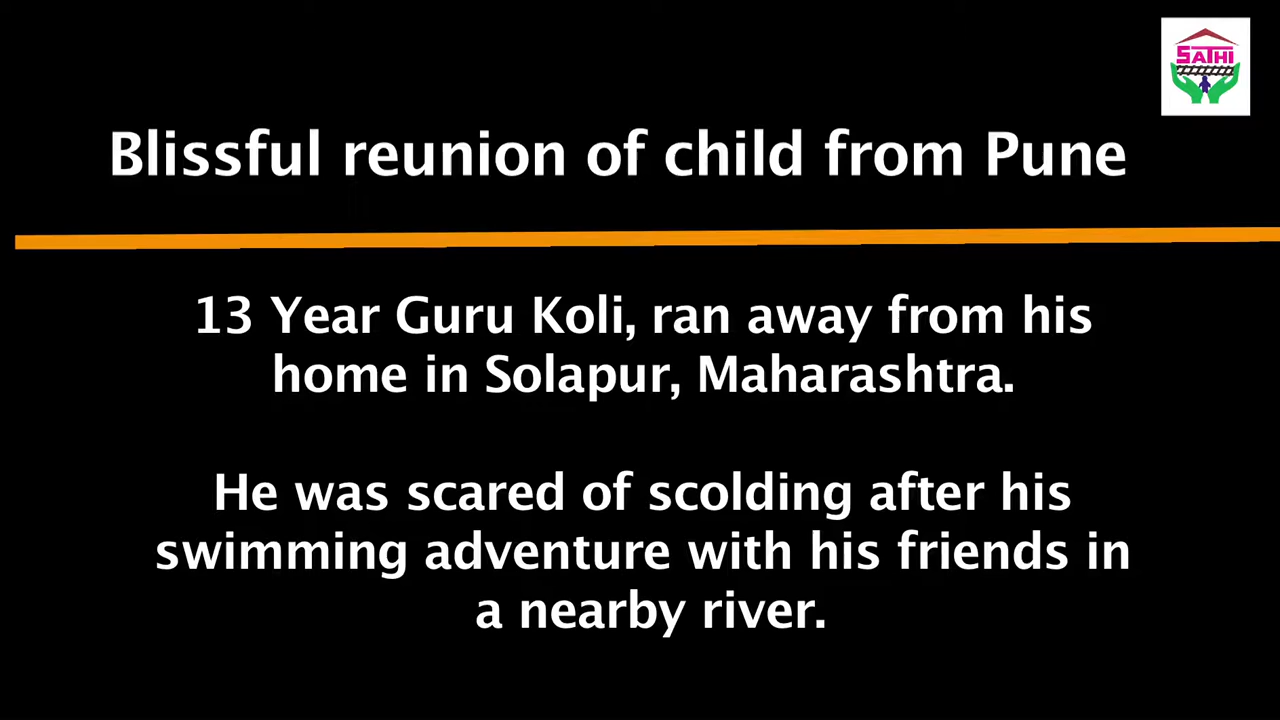 SATHI
Blissful reunion of child from Pune
13 Year Guru Koli, ran away from his
home in Solapur, Maharashtra.
He was scared of scolding after his
swimming adventure with his friends in
a nearby river.